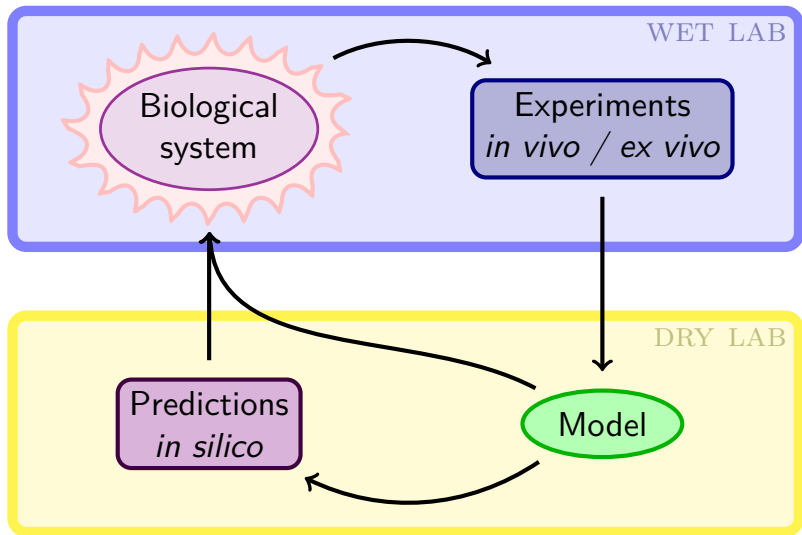 WET LAB
Biological
system
Experiments
in vivo / ex vivo
DRY LAB
Predictions
in silico
Model